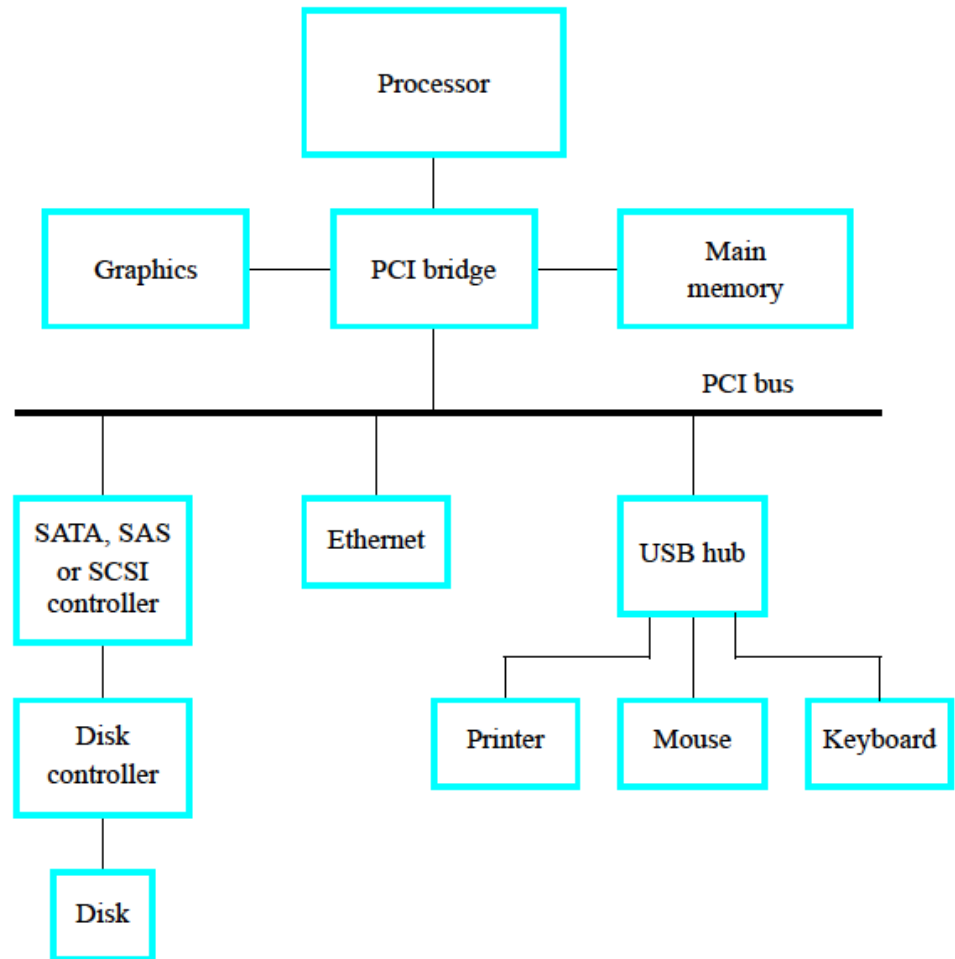 Processor
Graphics
PCI bridge
Main
memory
PCI bus
SATA, SAS
or SCSI
controller
Ethernet
USB hub
Disk
controller
Printer
Mouse
Keyboard
Disk